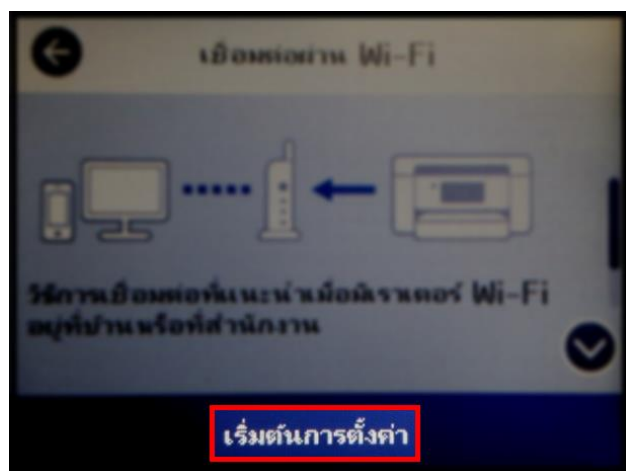 เชื่อมต่อผ่าน Wi-Fi
วิธีการเชื่อมต่อที่แนะนำเมื่อมีเราเตอร์ Wi-Fi
อยู่ที่บ้านหรือที่สำนักงาน
เริ่มต้นการตั้งค่า